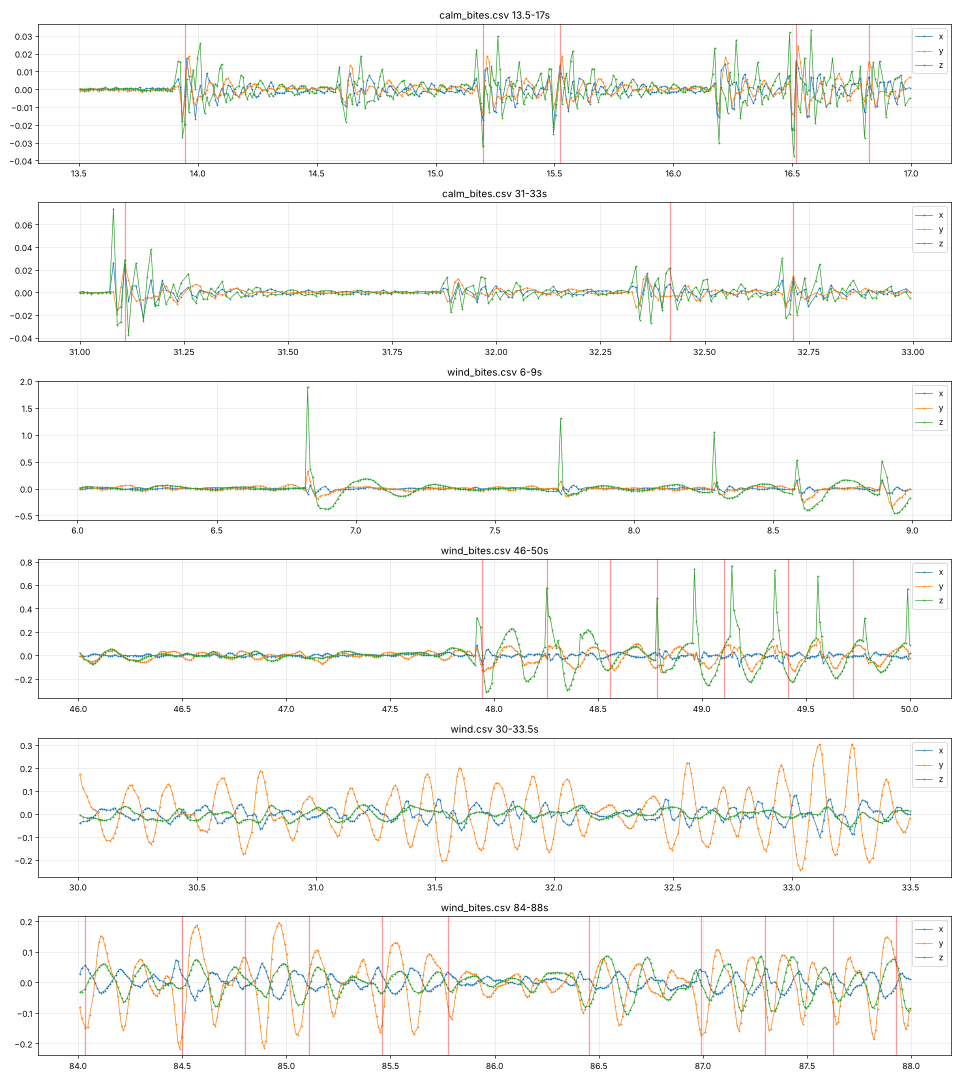 calm_bites.csv 13.5-17s
0.03
0.02
0.01
0.00
−0.01
−0.02
−0.03
−0.04
x
y
z
13.5 14.0 14.5 15.0 15.5 16.0 16.5 17.0
calm_bites.csv 31-33s
0.06
0.04
0.02
0.00
−0.02
−0.04
x
y
z
31.00 31.25 31.50 31.75 32.00 32.25 32.50 32.75 33.00
wind_bites.csv 6-9s
2.0
1.5
1.0
0.5
0.0
−0.5
x
y
z
6.0 6.5 7.0 7.5 8.0 8.5 9.0
wind_bites.csv 46-50s
0.8
0.6
0.4
0.2
0.0
−0.2
x
y
z
46.0 46.5 47.0 47.5 48.0 48.5 49.0 49.5 50.0
wind.csv 30-33.5s
0.3
0.2
0.1
0.0
−0.1
−0.2
x
y
z
30.0 30.5 31.0 31.5 32.0 32.5 33.0 33.5
wind_bites.csv 84-88s
0.2
0.1
0.0
−0.1
−0.2
x
y
z
84.0 84.5 85.0 85.5 86.0 86.5 87.0 87.5 88.0